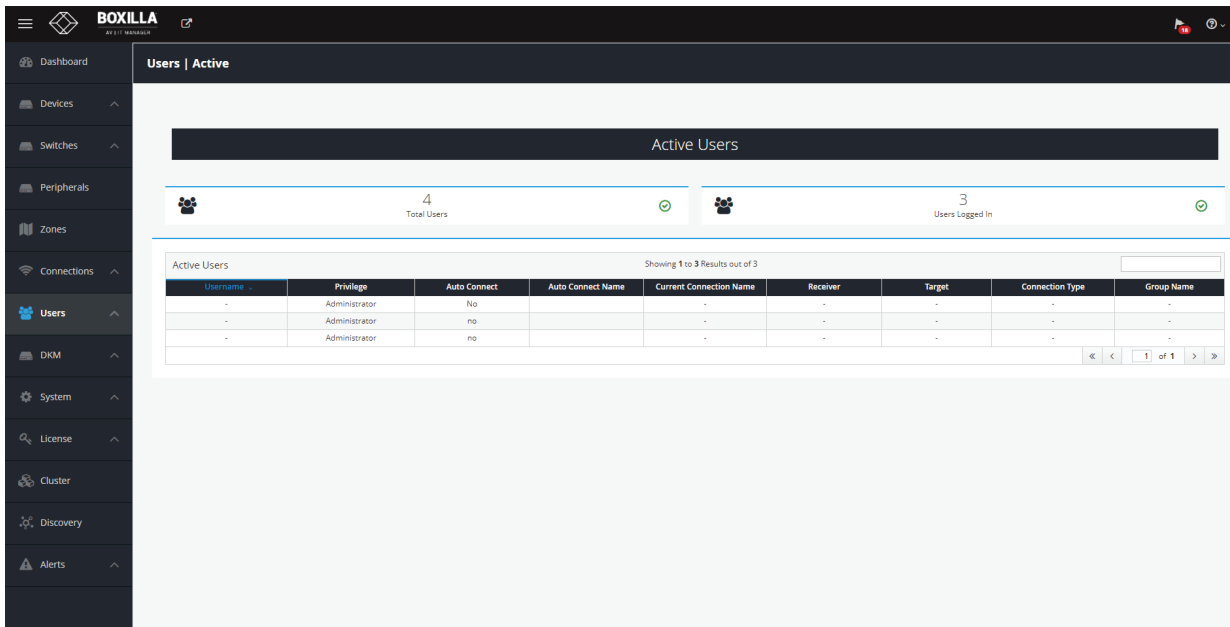 BOXILLA
AV | IT MANAGER
18
Dashboard
Users | Active
Devices
Switches
Active Users
Peripherals
4
Total Users
3
Users Logged In
Zones
Connections
Active Users
Showing 1 to 3 Results out of 3
Username Privilege Auto Connect Auto Connect Name Current Connection Name Receiver Target Connection Type Group Name
- Administrator No - - - - -
- Administrator no - - - - -
- Administrator no - - - - -
« < 1 of 1 > »
Users
DKM
System
License
Cluster
Discovery
Alerts